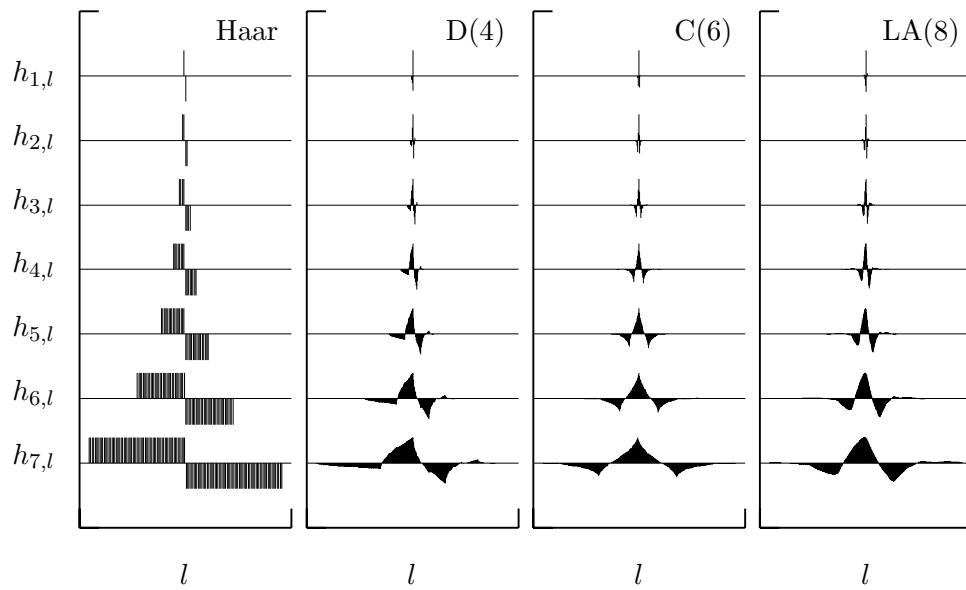 Haar D(4) C(6) LA(8)
h1,l
h2,l
h3,l
h4,l
h5,l
h6,l
h7,l
l l l l